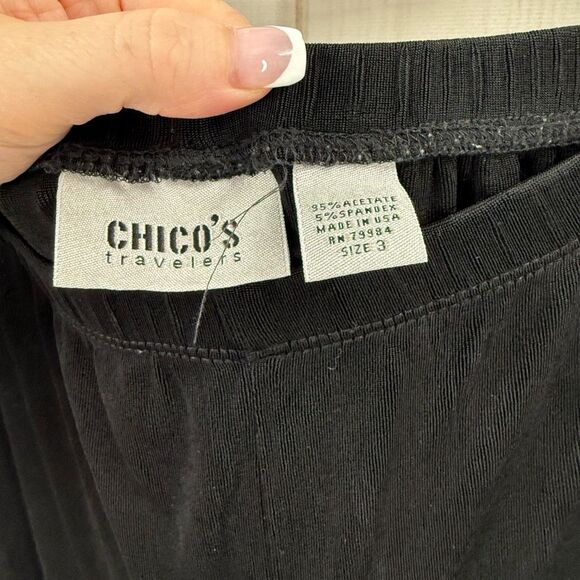 CHICO'S
travelers
95% ACETATE
5% SPANDEX
MADE IN USA
RN 79984
SIZE 3